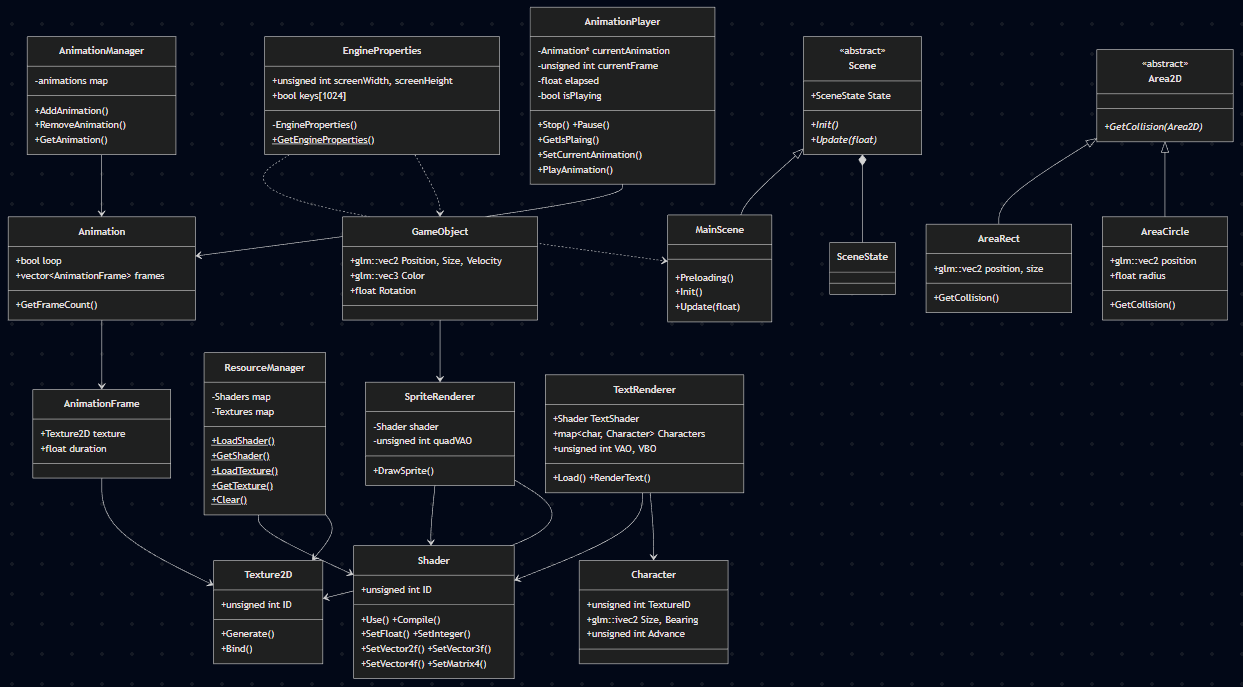 AnimationManager
-animations map
+AddAnimation()
+RemoveAnimation()
+GetAnimation()
EngineProperties
+unsigned int screenWidth, screenHeight
+bool keys[1024]
-EngineProperties()
+GetEngineProperties()
AnimationPlayer
-Animation* currentAnimation
-unsigned int currentFrame
-float elapsed
-bool isPlaying
+Stop() +Pause()
+GetIsPlaing()
+SetCurrentAnimation()
+PlayAnimation()
«abstract»
Scene
+SceneState State
+Init()
+Update(float)
«abstract»
Area2D
+GetCollision(Area2D)
Animation
+bool loop
+vector<AnimationFrame> frames
+GetFrameCount()
GameObject
+glm::vec2 Position, Size, Velocity
+glm::vec3 Color
+float Rotation
MainScene
+Preloading()
+Init()
+Update(float)
SceneState
AreaRect
+glm::vec2 position, size
+GetCollision()
AreaCircle
+glm::vec2 position
+float radius
+GetCollision()
AnimationFrame
+Texture2D texture
+float duration
ResourceManager
-Shaders map
-Textures map
+LoadShader()
+GetShader()
+LoadTexture()
+GetTexture()
+Clear()
SpriteRenderer
-Shader shader
-unsigned int quadVAO
+DrawSprite()
TextRenderer
+Shader TextShader
+map<char, Character> Characters
+unsigned int VAO, VBO
+Load() +RenderText()
Texture2D
+unsigned int ID
+Generate()
+Bind()
Shader
+unsigned int ID
+Use() +Compile()
+SetFloat() +SetInteger()
+SetVector2f() +SetVector3f()
+SetVector4f() +SetMatrix4()
Character
+unsigned int TextureID
+glm::ivec2 Size, Bearing
+unsigned int Advance